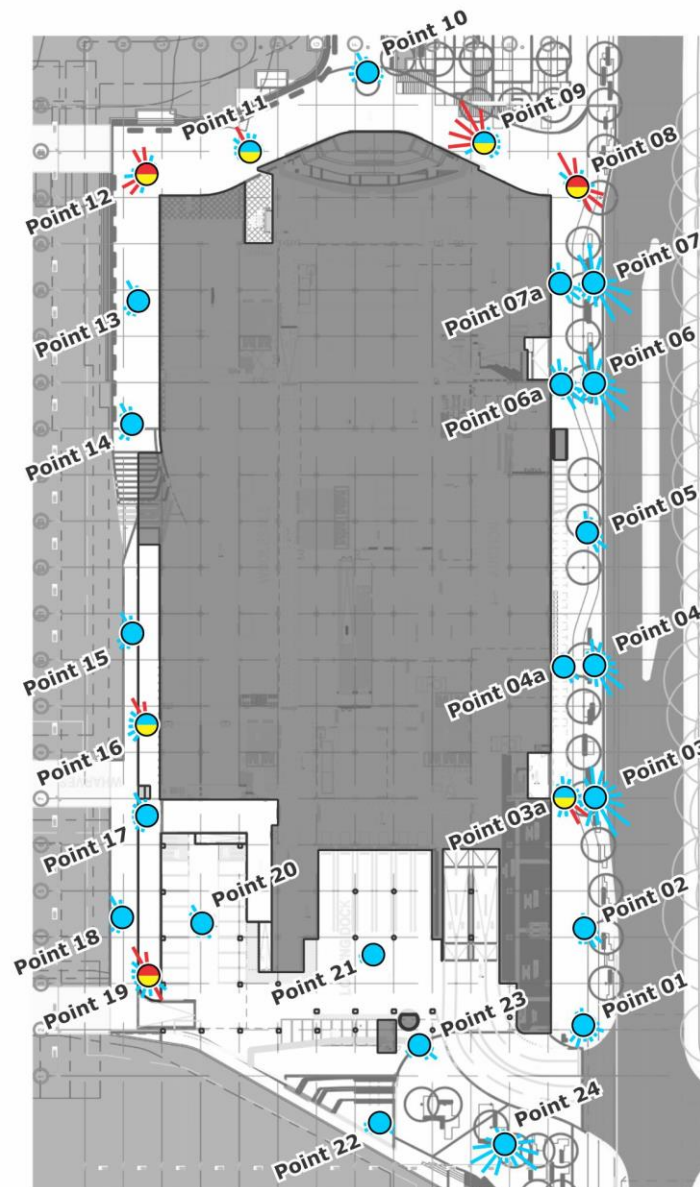 Point 10
Point 11
Point 09
Point 08
Point 12
Point 07
Point 07a
Point 13
Point 06
Point 06a
Point 14
Point 05
Point 04
Point 15
Point 04a
Point 16
Point 03
Point 03a
Point 17
Point 20
Point 02
Point 18
Point 21
Point 19
Point 23
Point 01
Point 24
Point 22
LOADING DOCK